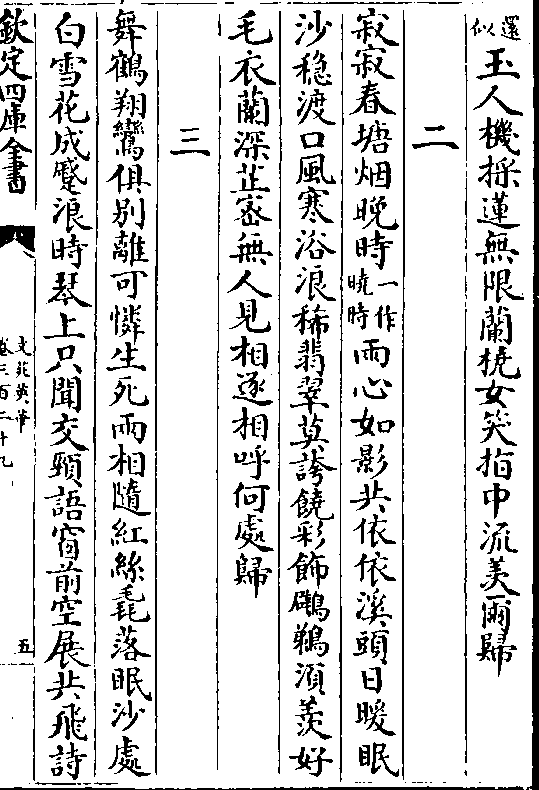 還似玉人機採蓮無限蘭橈女笑指中流羡爾歸
二
寂寂春塘烟晚時一作曉時兩心如影共依依溪頭日暖眠
沙穏渡口風寒浴浪稀翡翠莫誇饒彩飾鸊鵜湏羨好
毛衣蘭深芷宻無人見相逐相呼何處歸
三
舞鶴翔鸞俱别離可憐生死兩相隨紅絲毳落眠沙處
白雪花成蹙浪時琴上只聞交頸語窗前空展共飛詩
欽定四庫全書
文苑英華
卷三百二十九
五